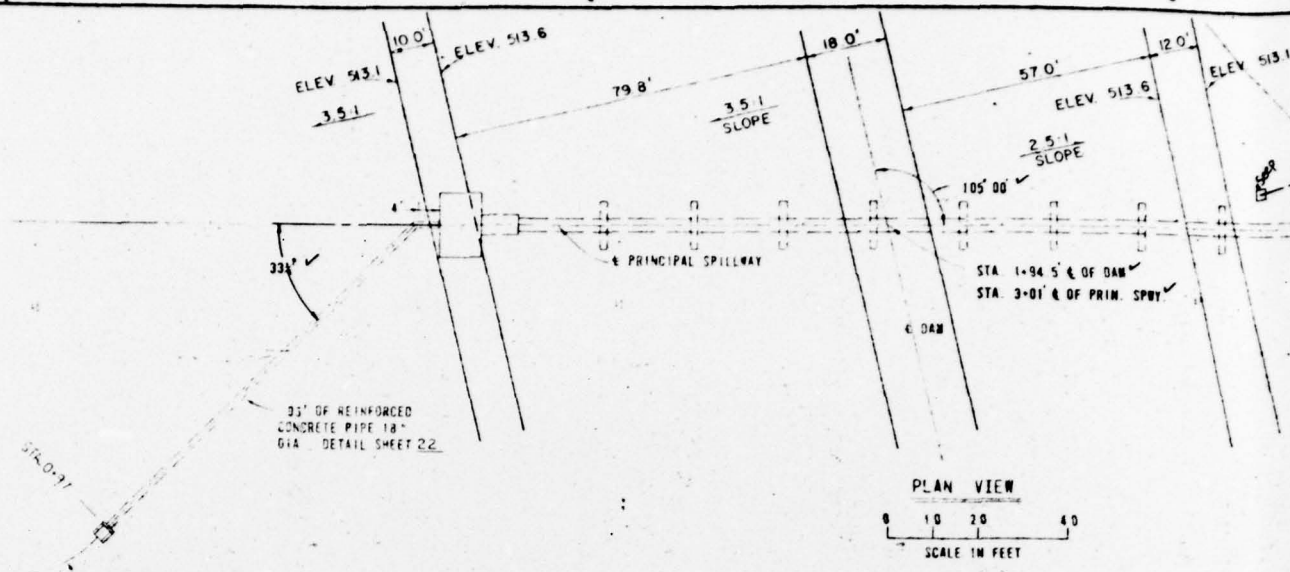 10.0'
ELEV. 513.6
ELEV. 513.1
3.5:1
79.8'
3.5:1
SLOPE
18.0'
57.0'
12.0'
ELEV. 513.6
ELEV. 513.1
2.5:1
SLOPE
105° 00' ✓
4'
℄ PRINCIPAL SPILLWAY
STA. 1+94.5' ℄ OF DAM ✓
STA. 3+01' ℄ OF PRIN. SPWY. ✓
℄ DAM
OF REINFORCED
CONCRETE PIPE 18"
DIA. DETAIL SHEET 22
STA. 0+97
PLAN VIEW
0 10 20 40
SCALE IN FEET